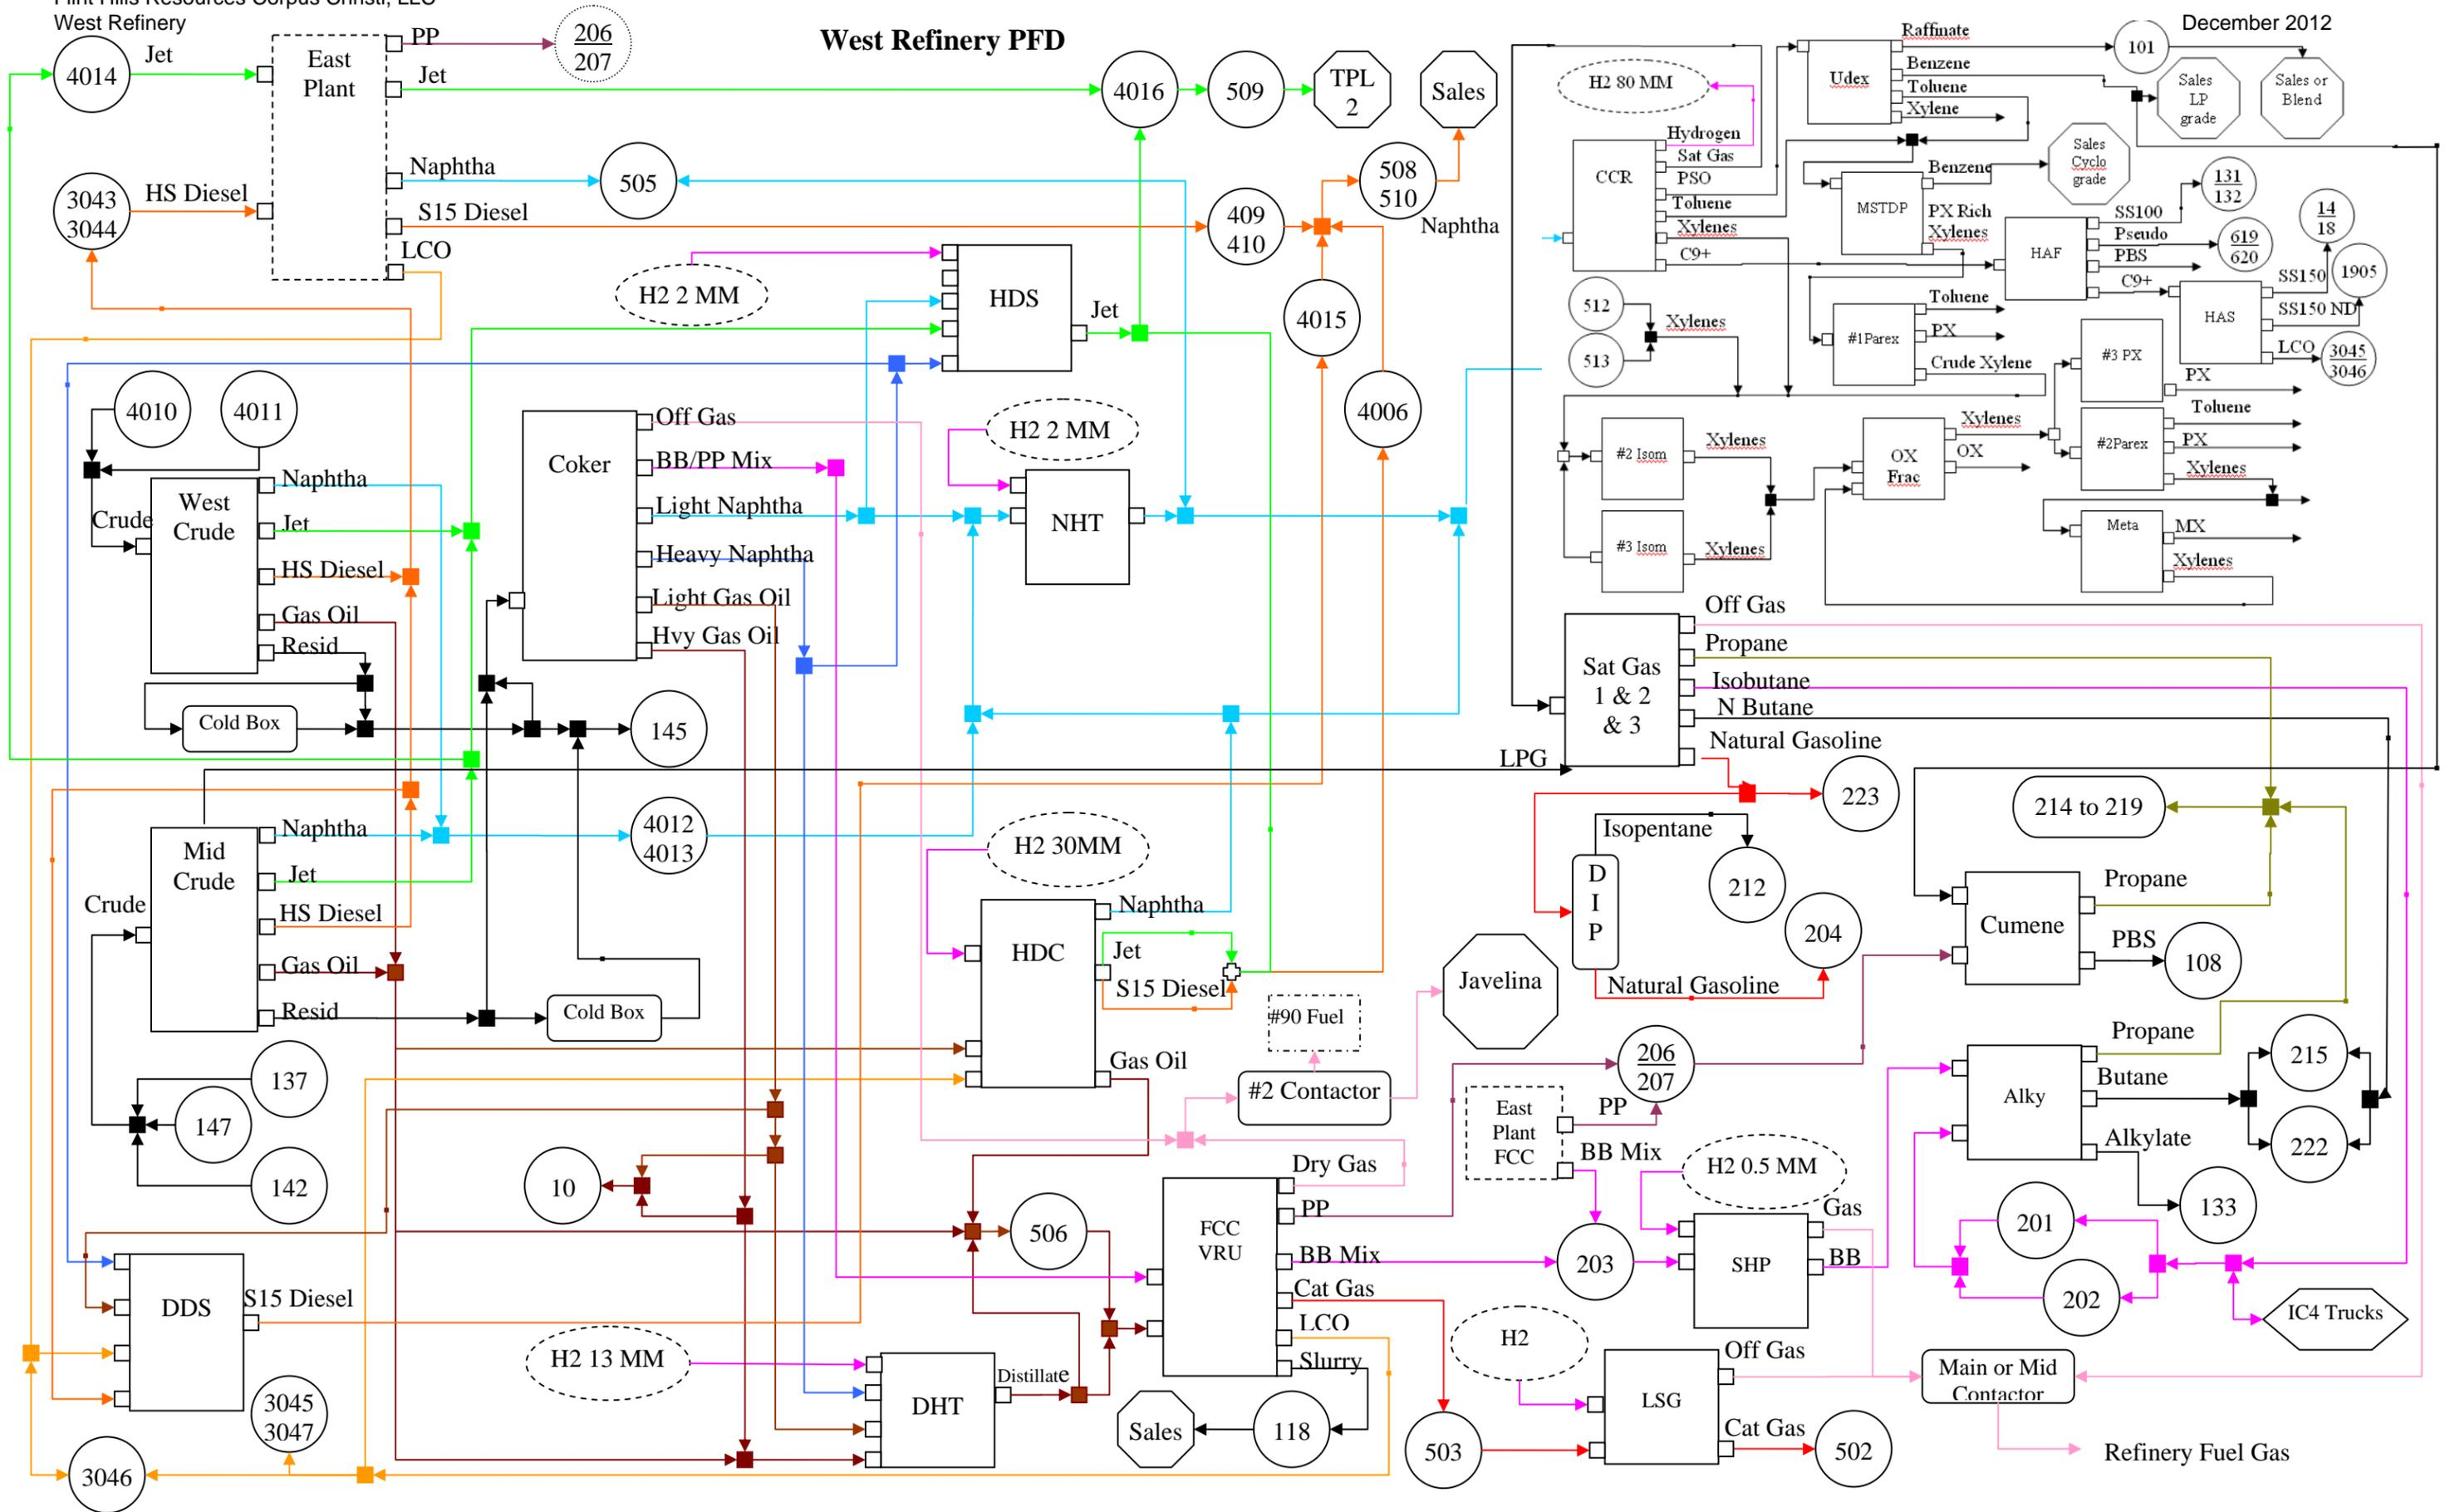 West Refinery
December 2012
West Refinery PFD
4014
Jet
East
Plant
PP
206
207
Jet
4016
509
TPL
2
Sales
Naphtha
505
508
510
3043
3044
HS Diesel
S15 Diesel
409
410
Naphtha
LCO
H2 2 MM
HDS
Jet
4015
4006
4010
4011
Crude
West
Crude
Naphtha
Jet
HS Diesel
Gas Oil
Resid
Cold Box
Coker
Off Gas
BB/PP Mix
Light Naphtha
Heavy Naphtha
Light Gas Oil
Hvy Gas Oil
H2 2 MM
NHT
145
LPG
Crude
Mid
Crude
Naphtha
Jet
HS Diesel
Gas Oil
Resid
Cold Box
4012
4013
137
147
142
H2 30MM
HDC
Naphtha
Jet
S15 Diesel
Gas Oil
#90 Fuel
#2 Contactor
Javelina
10
506
DDS
S15 Diesel
3045
3047
3046
H2 13 MM
DHT
Distillate
FCC
VRU
Dry Gas
PP
BB Mix
Cat Gas
LCO
Slurry
Sales
118
East
Plant
FCC
PP
BB Mix
206
207
203
H2 0.5 MM
SHP
Gas
BB
H2
LSG
Off Gas
Cat Gas
503
502
Main or Mid
Contactor
Refinery Fuel Gas
H2 80 MM
CCR
Hydrogen
Sat Gas
PSO
Toluene
Xylenes
C9+
Udex
Raffinate
Benzene
Toluene
Xylene
101
Sales
LP
grade
Sales or
Blend
MSTDP
Benzene
PX Rich
Xylenes
Sales
Cyclo
grade
HAF
SS100
Pseudo
PBS
C9+
131
132
619
620
14
18
1905
HAS
SS150
SS150 ND
LCO
3045
3046
512
513
Xylenes
#1Parex
Toluene
PX
Crude Xylene
#2 Isom
Xylenes
#3 Isom
Xylenes
OX
Frac
Xylenes
OX
#3 PX
PX
#2Parex
Toluene
PX
Xylenes
Meta
MX
Xylenes
Sat Gas
1 & 2
& 3
Off Gas
Propane
Isobutane
N Butane
Natural Gasoline
223
Isopentane
D
I
P
212
204
Natural Gasoline
214 to 219
Cumene
Propane
PBS
108
Alky
Propane
Butane
Alkylate
215
222
133
201
202
IC4 Trucks